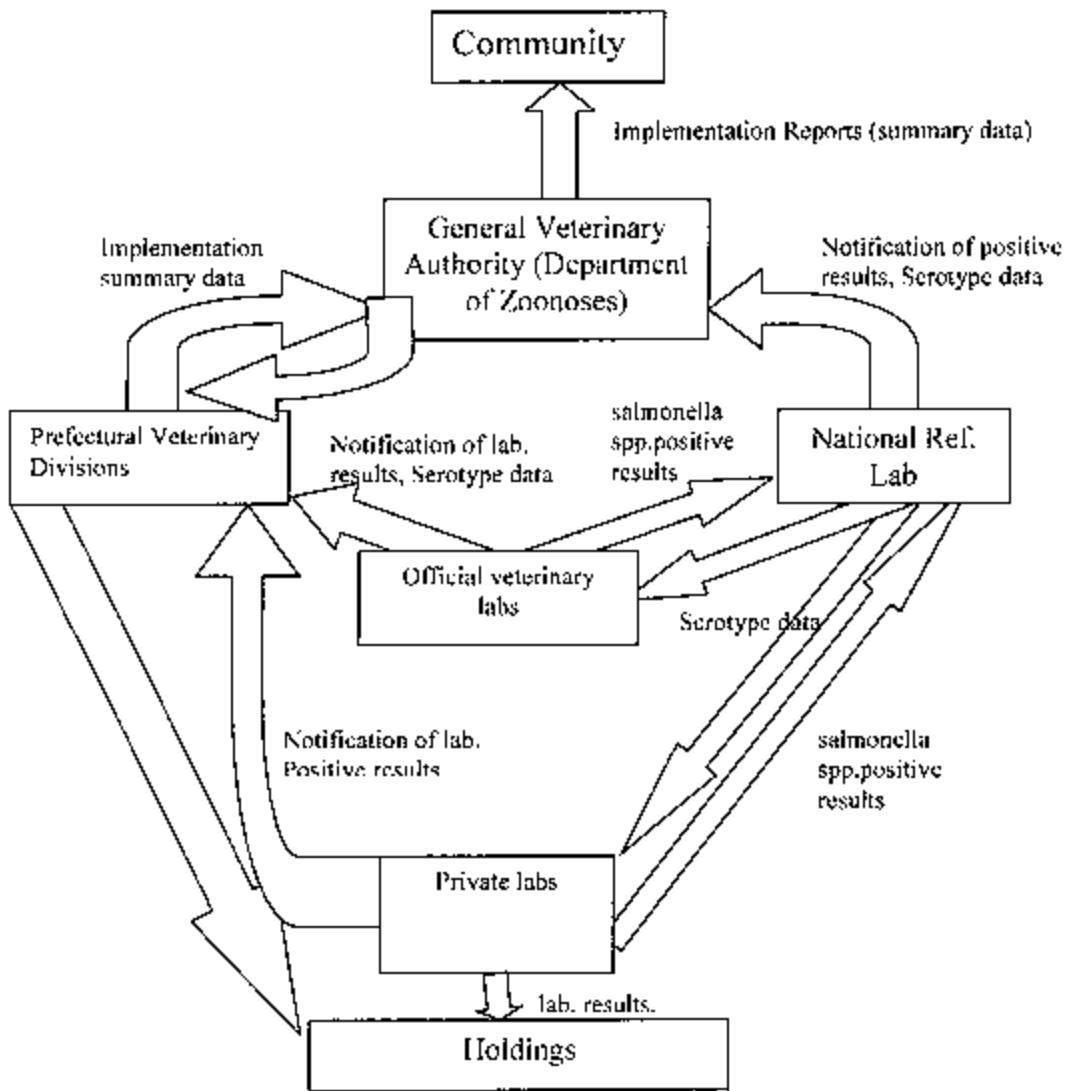 Community
Implementation Reports (summary data)
General Veterinary
Authority (Department
of Zoonoses)
Implementation
summary data
Notification of positive
results, Serotype data
Prefectural Veterinary
Divisions
Notification of lab.
results, Serotype data
salmonella
spp.positive
results
National Ref.
Lab
Official veterinary
labs
Serotype data
Notification of lab.
Positive results
salmonella
spp.positive
results
Private labs
lab. results.
Holdings